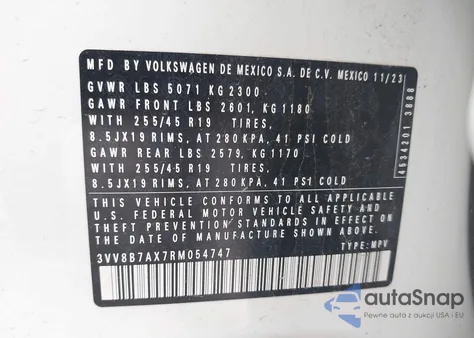 MFD BY VOLKSWAGEN DE MEXICO S.A. DE C.V. MEXICO 11/23
GVWR LBS 5071 KG 2300
GAWR FRONT LBS 2601, KG 1180
WITH 255/45 R19 TIRES,
8.5JX19 RIMS, AT 280 KPA, 41 PSI COLD
GAWR REAR LBS 2579, KG 1170
WITH 255/45 R19 TIRES,
8.5JX19 RIMS, AT 280 KPA, 41 PSI COLD
THIS VEHICLE CONFORMS TO ALL APPLICABLE
U.S. FEDERAL MOTOR VEHICLE SAFETY AND
THEFT PREVENTION STANDARDS IN EFFECT ON
THE DATE OF MANUFACTURE SHOWN ABOVE.
3VV8B7AX7RM054747 TYPE: MPV
4534201 3888
autoSnap
Pewne auta z aukcji USA i EU